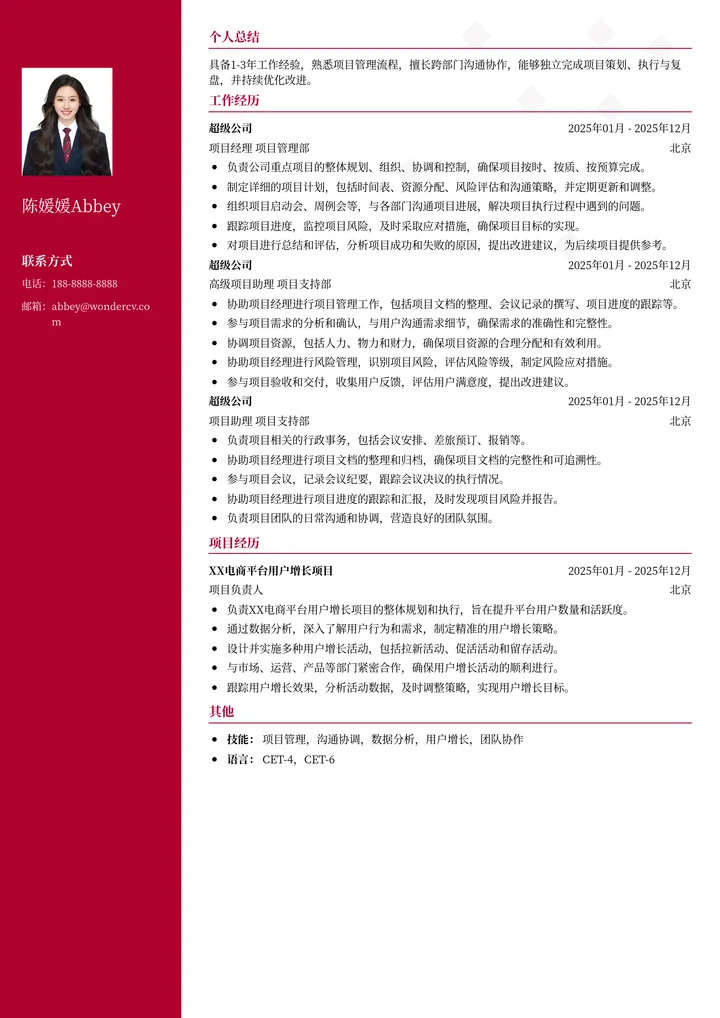 陈媛媛Abbey
联系方式
电话：188-8888-8888
邮箱：abbey@wondercv.co
m
个人总结
具备1-3年工作经验，熟悉项目管理流程，擅长跨部门沟通协作，能够独立完成项目策划、执行与复
盘，并持续优化改进。
工作经历
超级公司 2025年01月 - 2025年12月
项目经理 项目管理部 北京
负责公司重点项目的整体规划、组织、协调和控制，确保项目按时、按质、按预算完成。
制定详细的项目计划，包括时间表、资源分配、风险评估和沟通策略，并定期更新和调整。
组织项目启动会、周例会等，与各部门沟通项目进展，解决项目执行过程中遇到的问题。
跟踪项目进度，监控项目风险，及时采取应对措施，确保项目目标的实现。
对项目进行总结和评估，分析项目成功和失败的原因，提出改进建议，为后续项目提供参考。
超级公司 2025年01月 - 2025年12月
高级项目助理 项目支持部 北京
协助项目经理进行项目管理工作，包括项目文档的整理、会议记录的撰写、项目进度的跟踪等。
参与项目需求的分析和确认，与用户沟通需求细节，确保需求的准确性和完整性。
协调项目资源，包括人力、物力和财力，确保项目资源的合理分配和有效利用。
协助项目经理进行风险管理，识别项目风险，评估风险等级，制定风险应对措施。
参与项目验收和交付，收集用户反馈，评估用户满意度，提出改进建议。
超级公司 2025年01月 - 2025年12月
项目助理 项目支持部 北京
负责项目相关的行政事务，包括会议安排、差旅预订、报销等。
协助项目经理进行项目文档的整理和归档，确保项目文档的完整性和可追溯性。
参与项目会议，记录会议纪要，跟踪会议决议的执行情况。
协助项目经理进行项目进度的跟踪和汇报，及时发现项目风险并报告。
负责项目团队的日常沟通和协调，营造良好的团队氛围。
项目经历
XX电商平台用户增长项目 2025年01月 - 2025年12月
项目负责人 北京
负责XX电商平台用户增长项目的整体规划和执行，旨在提升平台用户数量和活跃度。
通过数据分析，深入了解用户行为和需求，制定精准的用户增长策略。
设计并实施多种用户增长活动，包括拉新活动、促活活动和留存活动。
与市场、运营、产品等部门紧密合作，确保用户增长活动的顺利进行。
跟踪用户增长效果，分析活动数据，及时调整策略，实现用户增长目标。
其他
技能： 项目管理，沟通协调，数据分析，用户增长，团队协作
语言： CET-4，CET-6